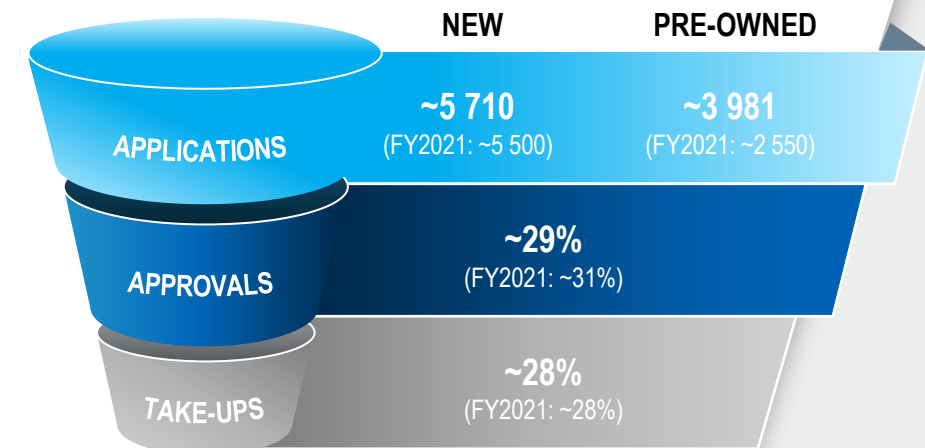 NEW PRE-OWNED
~5 710 ~3 981
APPLICATIONS (FY2021: ~5 500) (FY2021: ~2 550)
~29%
APPROVALS (FY2021: ~31%)
~28%
TAKE-UPS (FY2021: ~28%)